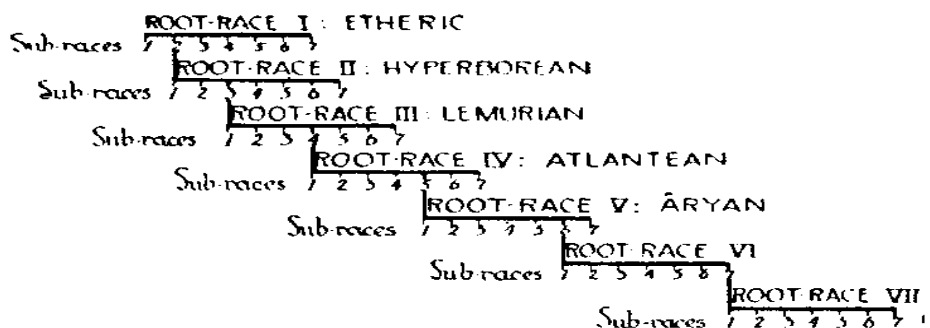 ROOT-RACE I: ETHERIC
Sub-races 1 2 3 4 5 6 7
ROOT-RACE II: HYPERBOREAN
Sub-races 1 2 3 4 5 6 7
ROOT-RACE III: LEMURIAN
Sub-races 1 2 3 4 5 6 7
ROOT-RACE IV: ATLANTEAN
Sub-races 1 2 3 4 5 6 7
ROOT-RACE V: ÂRYAN
Sub-races 1 2 3 4 5 6 7
ROOT-RACE VI
Sub-races 1 2 3 4 5 6 7
ROOT-RACE VII
Sub-races 1 2 3 4 5 6 7